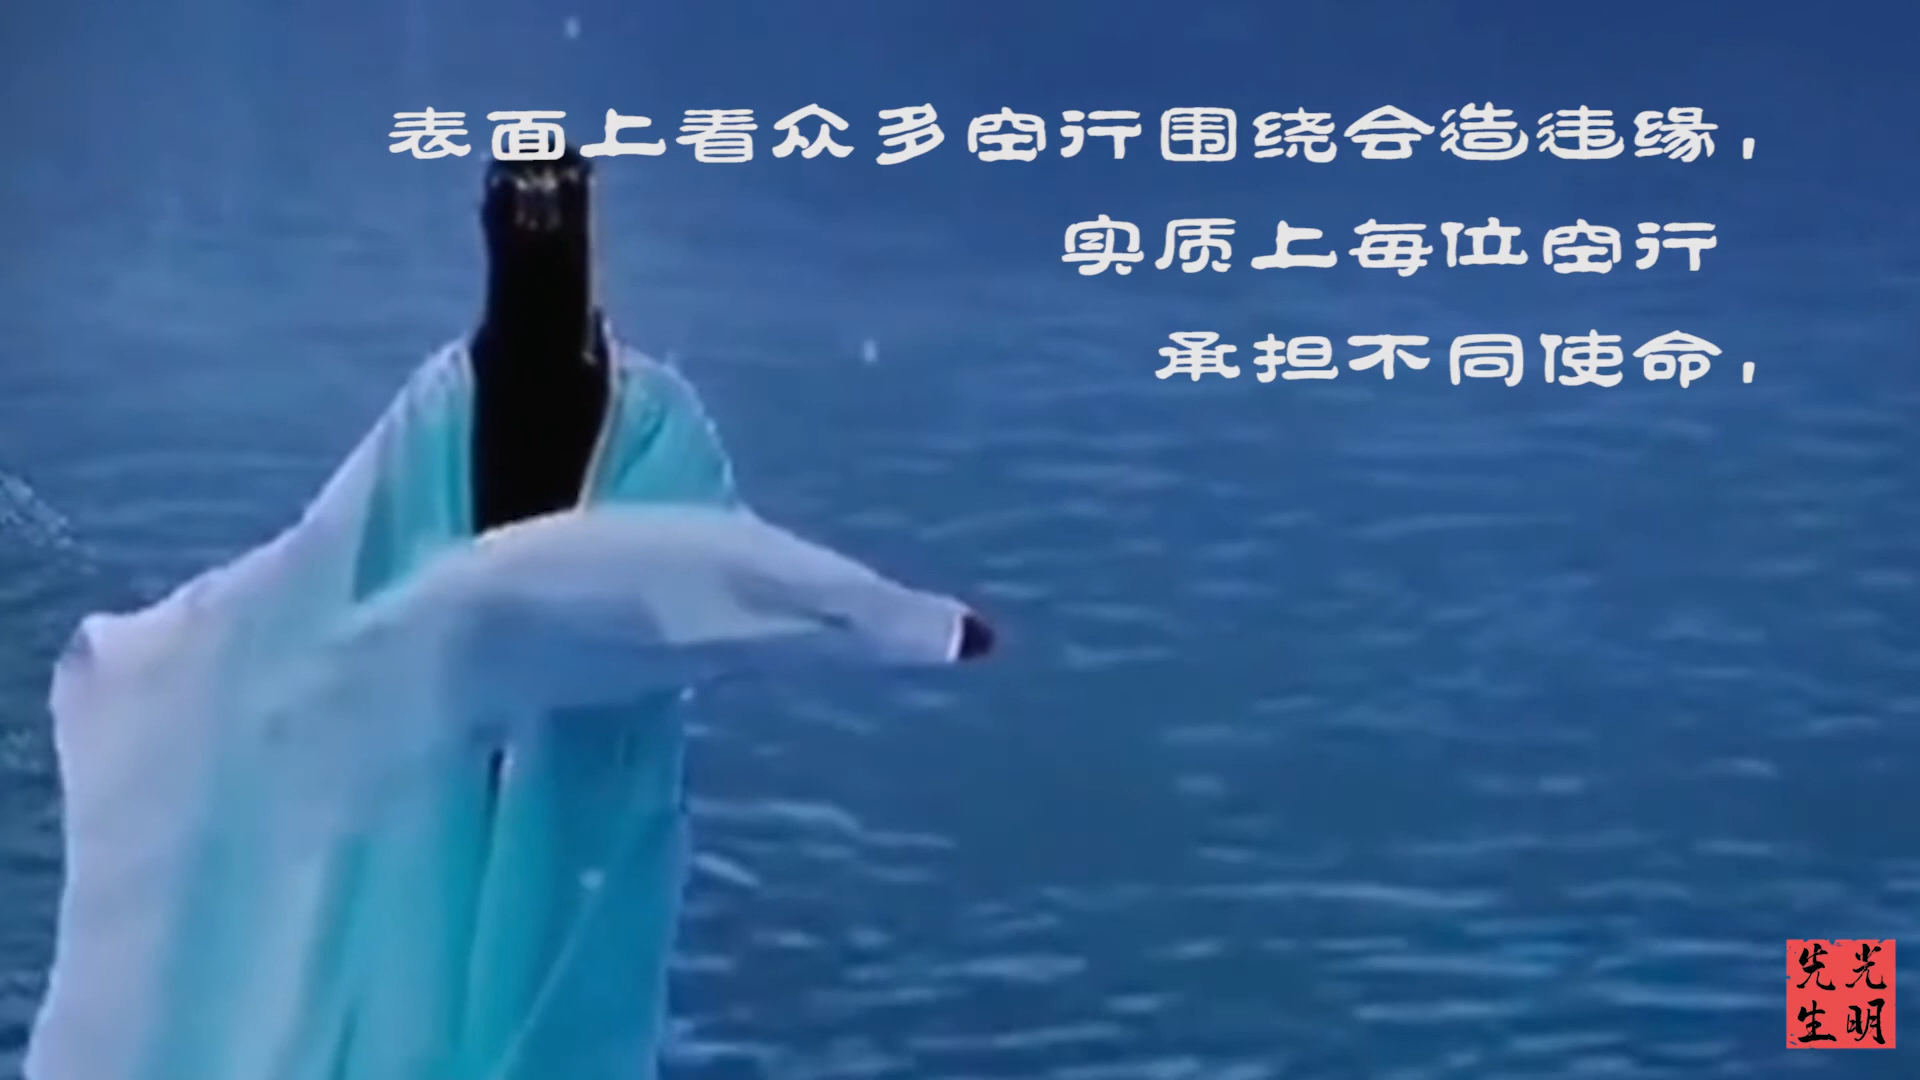 表面上看众多空行围绕会造违缘，
实质上每位空行
承担不同使命，
光明
先生